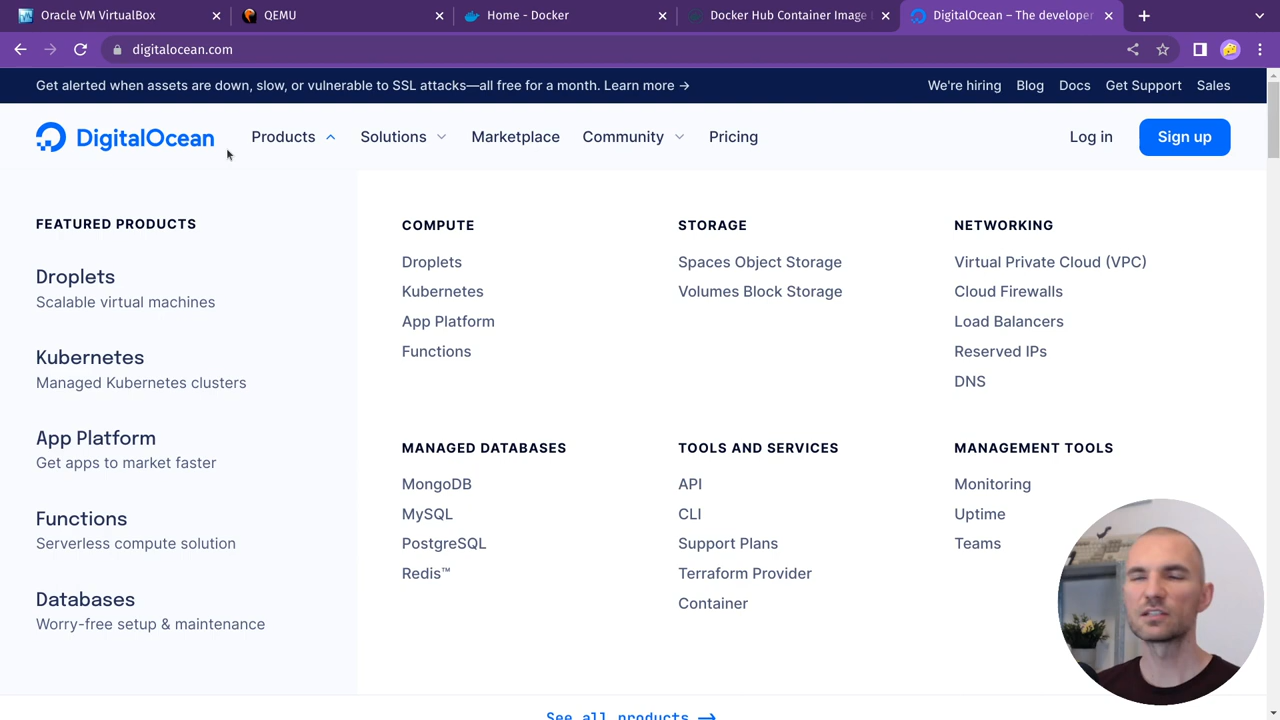 Oracle VM VirtualBox
QEMU
Home - Docker
Docker Hub Container Image
DigitalOcean – The developer
digitalocean.com
Get alerted when assets are down, slow, or vulnerable to SSL attacks—all free for a month. Learn more →
We're hiring Blog Docs Get Support Sales
DigitalOcean
Products Solutions Marketplace Community Pricing
Log in Sign up
FEATURED PRODUCTS
Droplets
Scalable virtual machines
Kubernetes
Managed Kubernetes clusters
App Platform
Get apps to market faster
Functions
Serverless compute solution
Databases
Worry-free setup & maintenance
COMPUTE
Droplets
Kubernetes
App Platform
Functions
STORAGE
Spaces Object Storage
Volumes Block Storage
NETWORKING
Virtual Private Cloud (VPC)
Cloud Firewalls
Load Balancers
Reserved IPs
DNS
MANAGED DATABASES
MongoDB
MySQL
PostgreSQL
Redis™
TOOLS AND SERVICES
API
CLI
Support Plans
Terraform Provider
Container
MANAGEMENT TOOLS
Monitoring
Uptime
Teams
See all products →